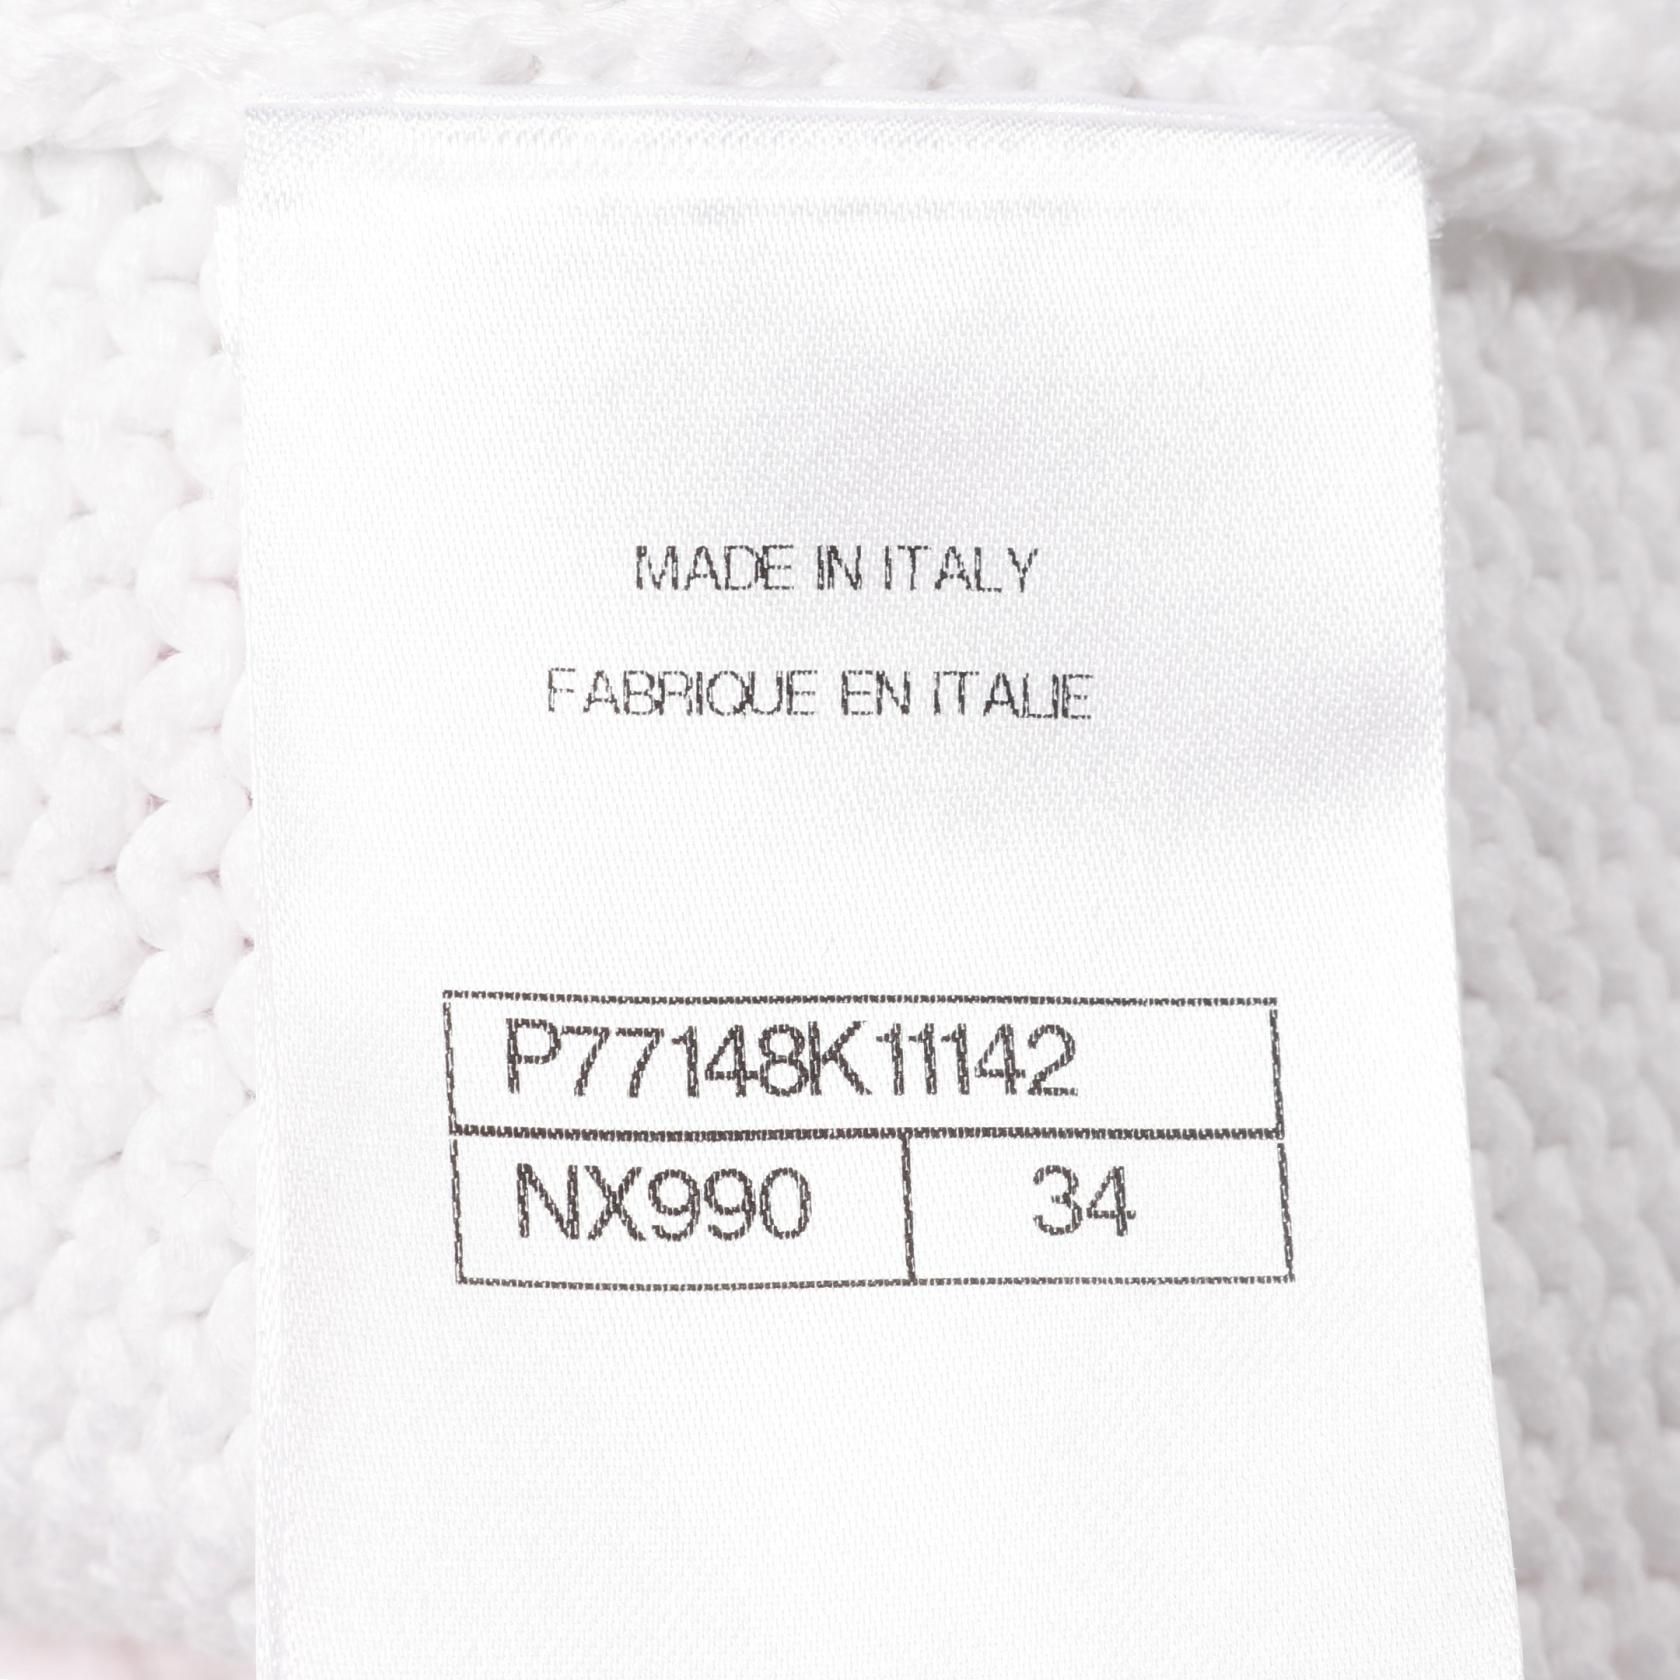 MADE IN ITALY
FABRIQUE EN ITALIE
P77148K11142
NX990 34